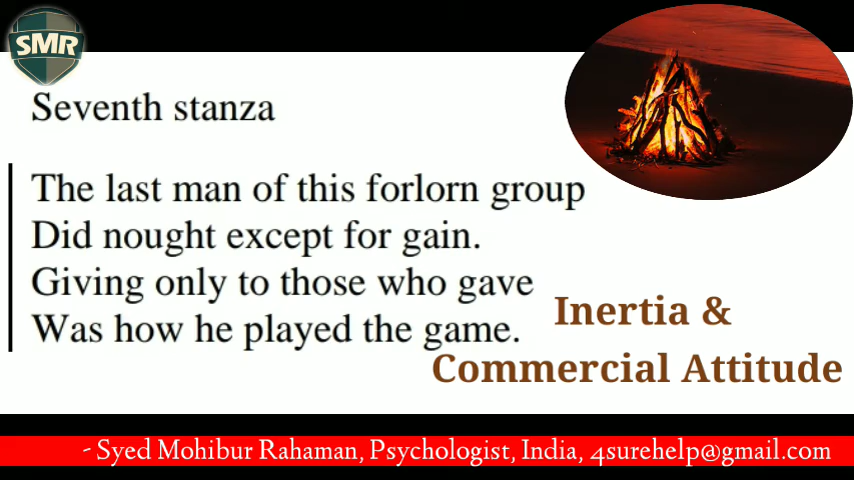 SMR
Seventh stanza
The last man of this forlorn group
Did nought except for gain.
Giving only to those who gave
Was how he played the game.
Inertia &
Commercial Attitude
- Syed Mohibur Rahaman, Psychologist, India, 4surehelp@gmail.com